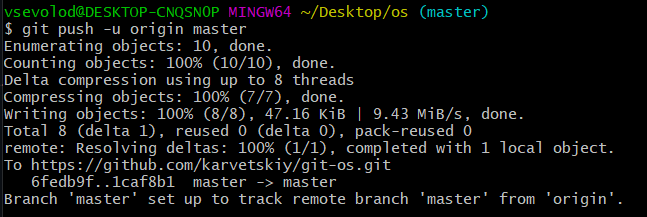 vsevolod@DESKTOP-CNQSN0P MINGW64 ~/Desktop/os (master)
$ git push -u origin master
Enumerating objects: 10, done.
Counting objects: 100% (10/10), done.
Delta compression using up to 8 threads
Compressing objects: 100% (7/7), done.
Writing objects: 100% (8/8), 47.16 KiB | 9.43 MiB/s, done.
Total 8 (delta 1), reused 0 (delta 0), pack-reused 0
remote: Resolving deltas: 100% (1/1), completed with 1 local object.
To https://github.com/karvetskiy/git-os.git
   6fedb9f..1caf8b1  master -> master
Branch 'master' set up to track remote branch 'master' from 'origin'.